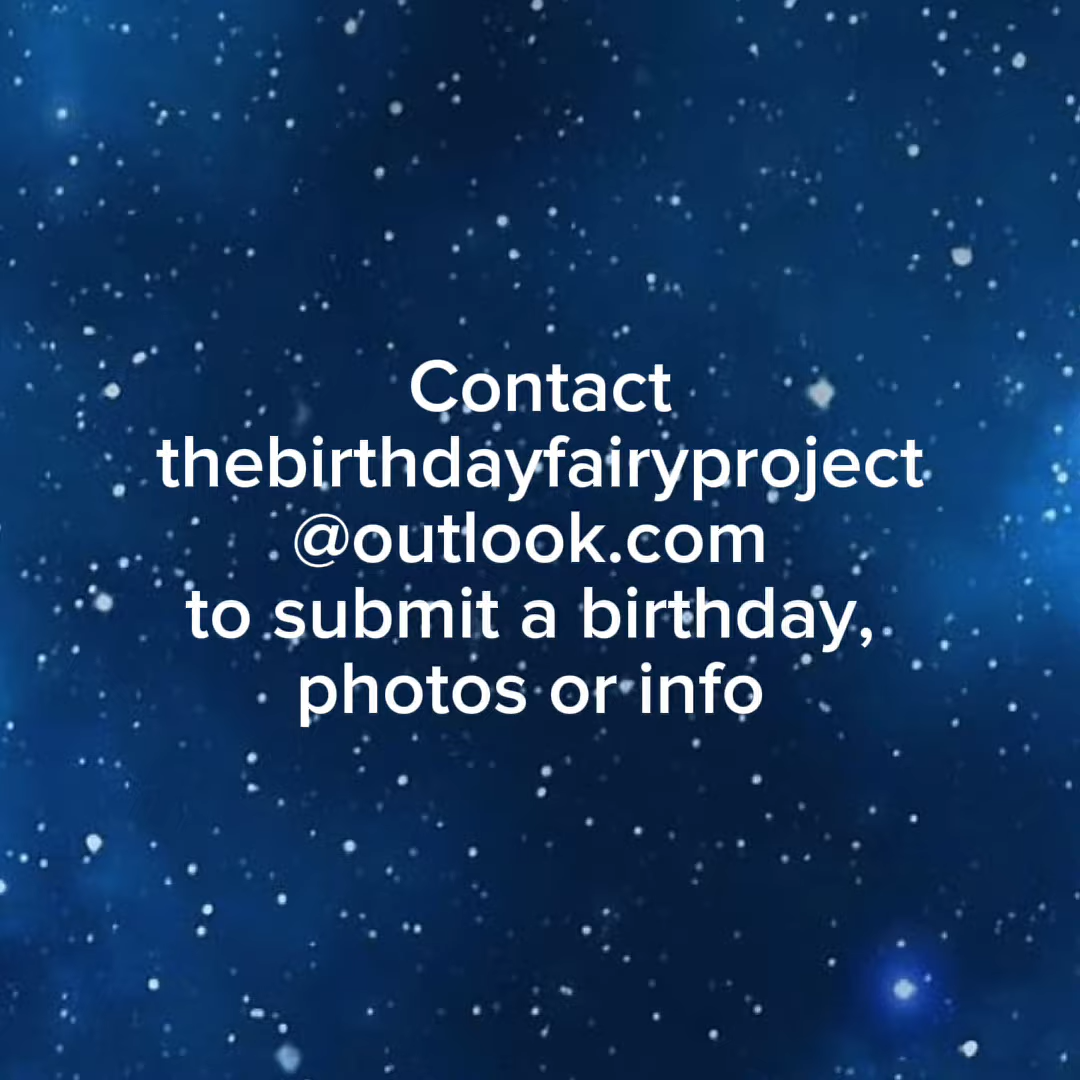 Contact
thebirthdayfairyproject
@outlook.com
to submit a birthday,
photos or info